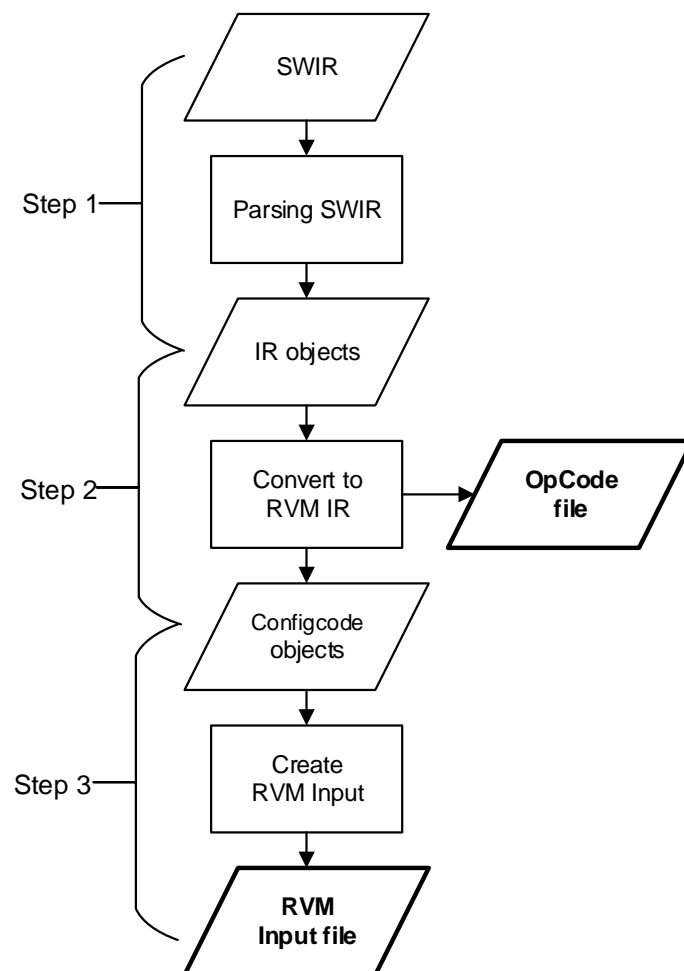 SWIR
Step 1
Parsing SWIR
IR objects
Step 2
Convert to
RVM IR
OpCode
file
Configcode
objects
Step 3
Create
RVM Input
RVM
Input file